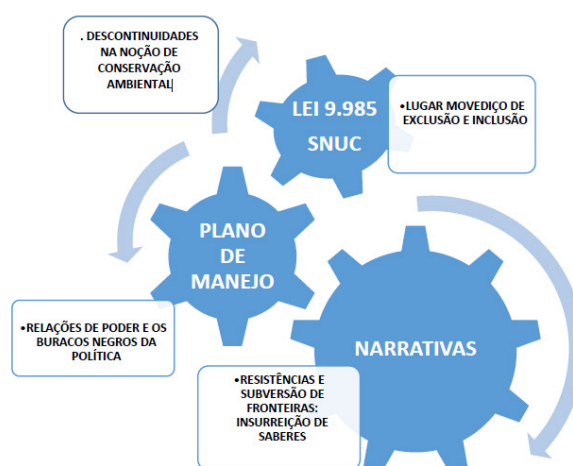 . DESCONTINUIDADES
NA NOÇÃO DE
CONSERVAÇÃO
AMBIENTAL
LEI 9.985
SNUC
•LUGAR MOVEDIÇO DE
EXCLUSÃO E INCLUSÃO
PLANO
DE
MANEJO
•RELAÇÕES DE PODER E OS
BURACOS NEGROS DA
POLÍTICA
NARRATIVAS
•RESISTÊNCIAS E
SUBVERSÃO DE
FRONTEIRAS:
INSURREIÇÃO DE
SABERES